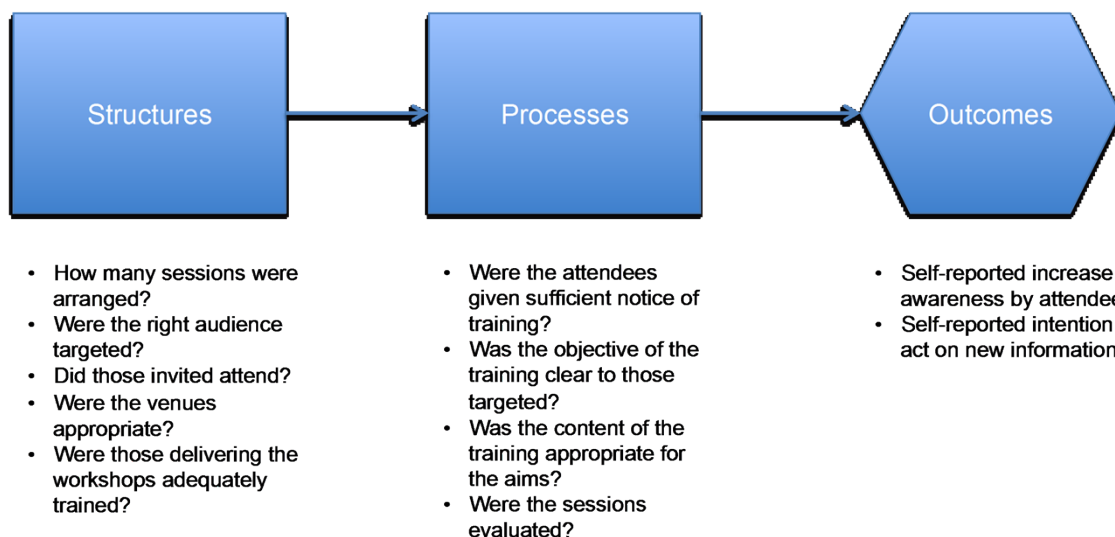 Structures
Processes
Outcomes
• How many sessions were
arranged?
• Were the right audience
targeted?
• Did those invited attend?
• Were the venues
appropriate?
• Were those delivering the
workshops adequately
trained?
• Were the attendees
given sufficient notice of
training?
• Was the objective of the
training clear to those
targeted?
• Was the content of the
training appropriate for
the aims?
• Were the sessions
evaluated?
• Self-reported increase
awareness by
• Self-reported intention
act on new information